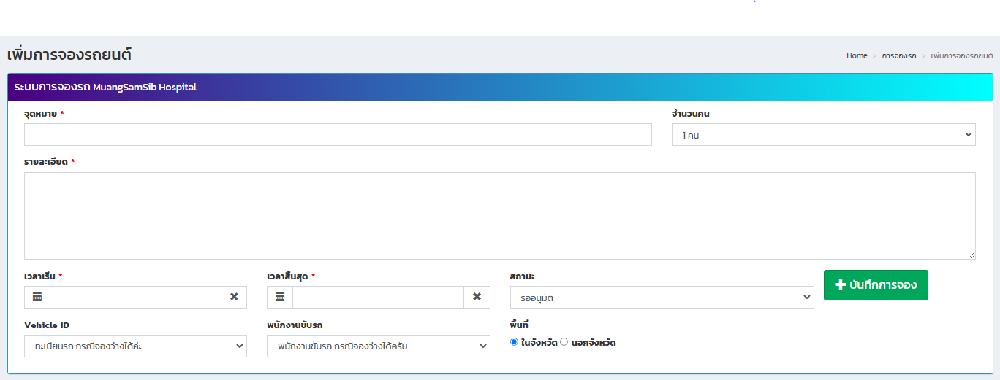 เพิ่มการจองรถยนต์
Home > การจองรถ > เพิ่มการจองรถยนต์
ระบบการจองรถ MuangSamSib Hospital
จุดหมาย *
จำนวนคน
1 คน
รายละเอียด *
เวลาเริ่ม *
เวลาสิ้นสุด *
สถานะ
รออนุมัติ
บันทึกการจอง
Vehicle ID
พนักงานขับรถ
พื้นที่
ทะเบียนรถ กรณีจองว่างได้ค่ะ
พนักงานขับรถ กรณีจองว่างได้ครับ
ในจังหวัด นอกจังหวัด